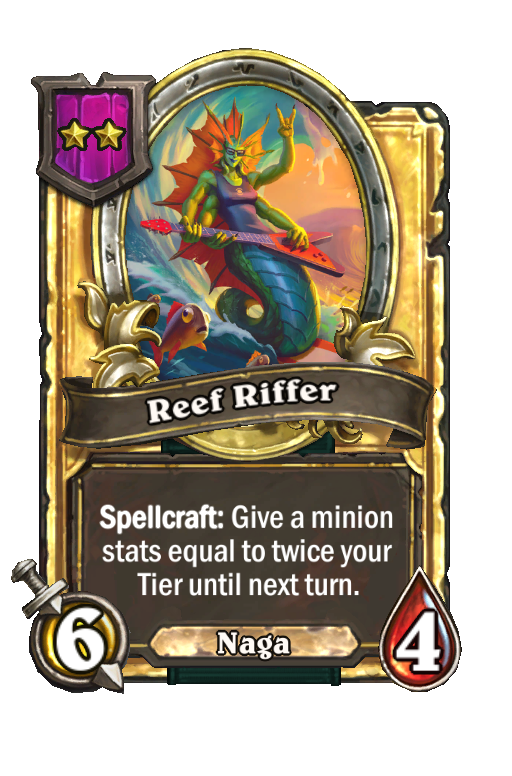 Reef Riffer
Spellcraft: Give a minion
stats equal to twice your
Tier until next turn.
6
Naga
4